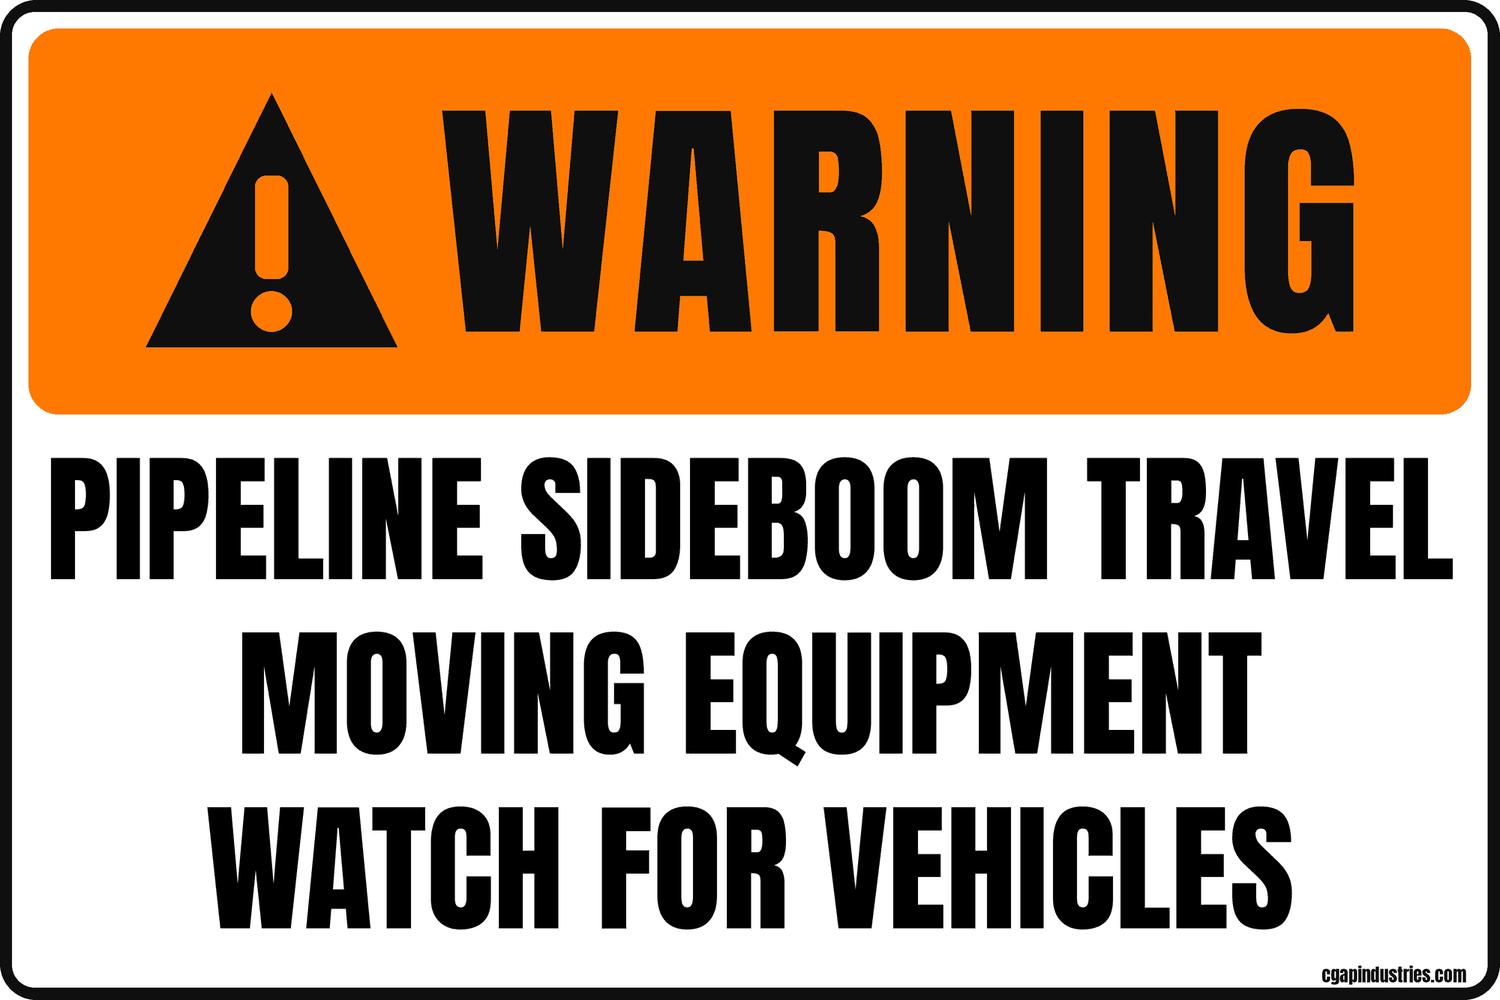 WARNING
PIPELINE SIDEBOOM TRAVEL
MOVING EQUIPMENT
WATCH FOR VEHICLES
cgapindustries.com